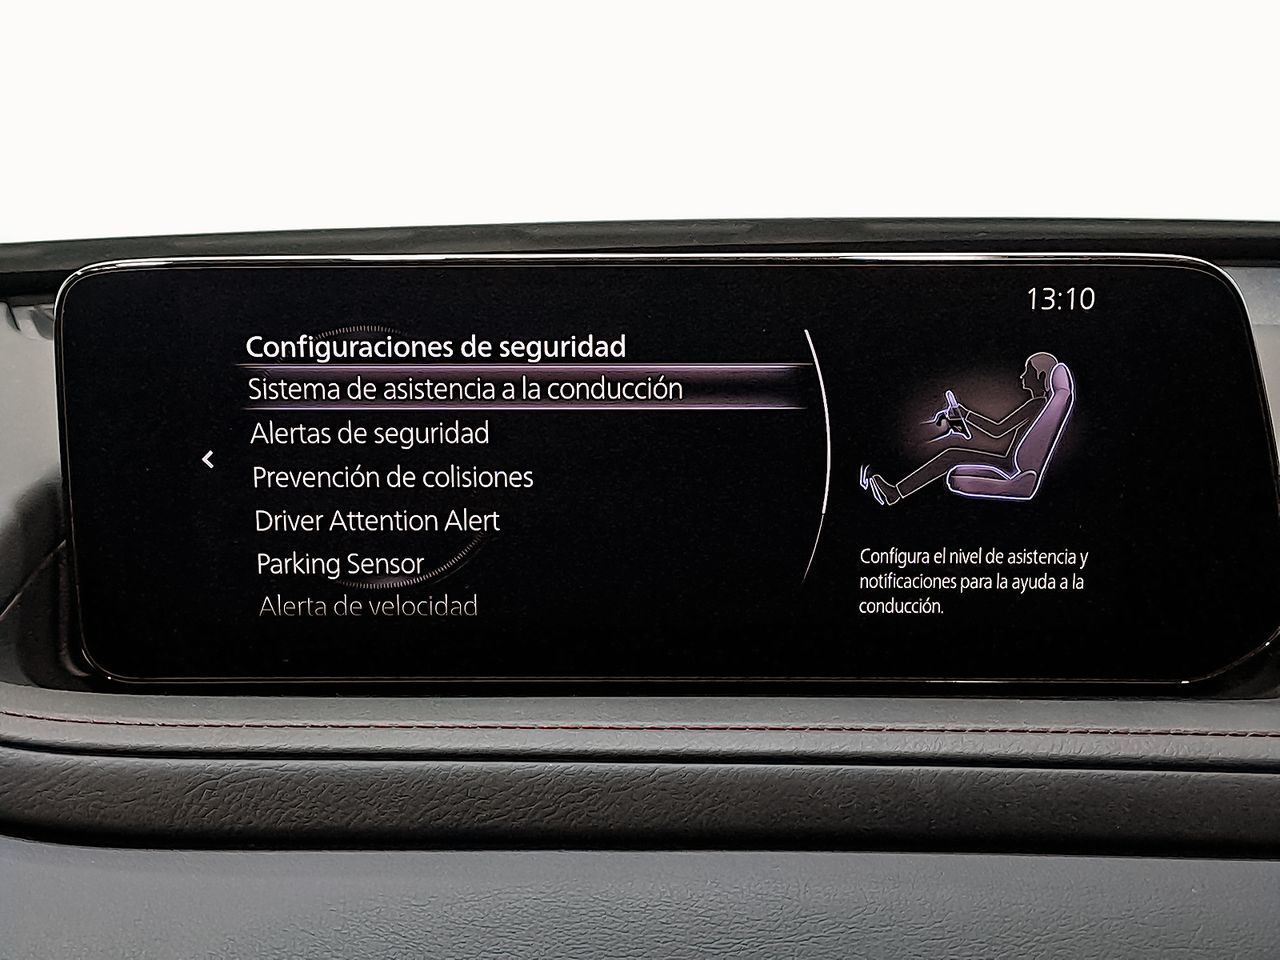 13:10
Configuraciones de seguridad
Sistema de asistencia a la conducción
Alertas de seguridad
Prevención de colisiones
Driver Attention Alert
Parking Sensor
Alerta de velocidad
Configura el nivel de asistencia y
notificaciones para la ayuda a la
conducción.